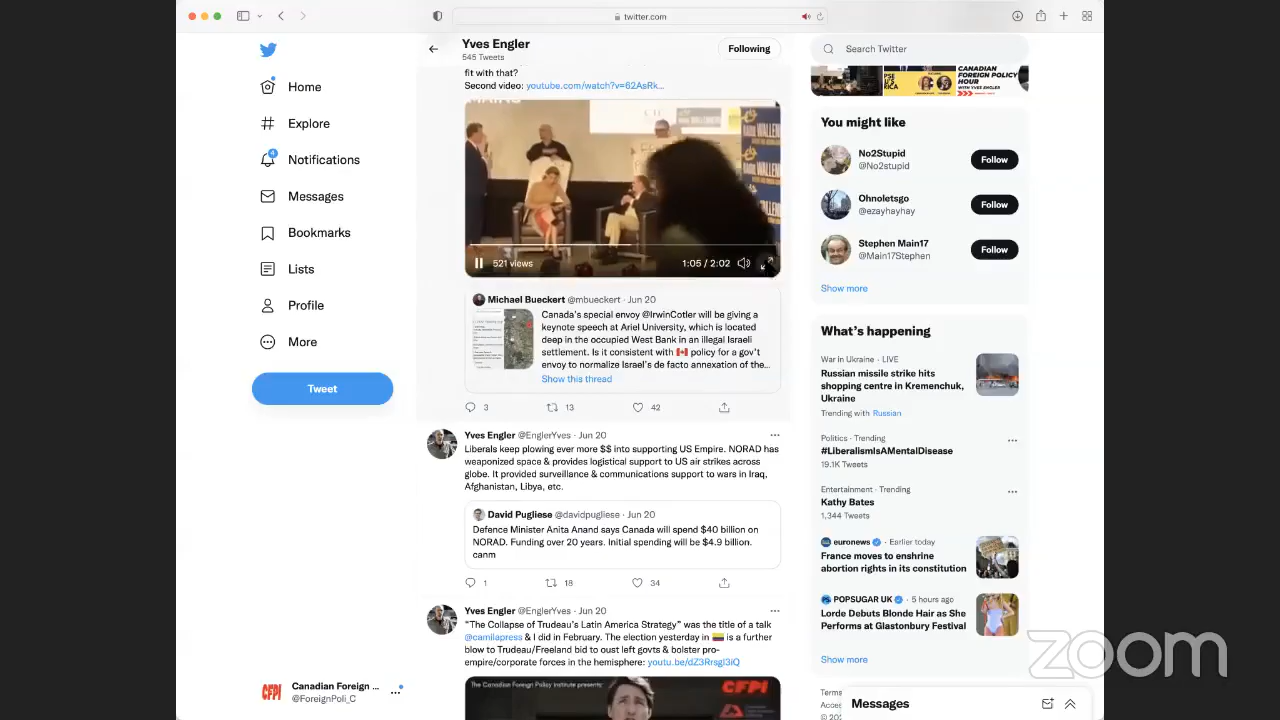 twitter.com
Yves Engler
545 Tweets
Following
Search Twitter
Home
Explore
4
Notifications
Messages
Bookmarks
Lists
Profile
More
Tweet
Canadian Foreign ...
@ForeignPoli_C
CFPI
fit with that?
Second video: youtube.com/watch?v=62AsRk...
521 views
1:05 / 2:02
Michael Bueckert @mbueckert · Jun 20
Canada's special envoy @IrwinCotler will be giving a
keynote speech at Ariel University, which is located
deep in the occupied West Bank in an illegal Israeli
settlement. Is it consistent with 🇨🇦 policy for a gov't
envoy to normalize Israel's de facto annexation of the...
Show this thread
3
13
42
Yves Engler @EnglerYves · Jun 20
Liberals keep plowing ever more $$ into supporting US Empire. NORAD has
weaponized space & provides logistical support to US air strikes across
globe. It provided surveillance & communications support to wars in Iraq,
Afghanistan, Libya, etc.
David Pugliese @davidpugliese · Jun 20
Defence Minister Anita Anand says Canada will spend $40 billion on
NORAD. Funding over 20 years. Initial spending will be $4.9 billion.
canm
1
18
34
Yves Engler @EnglerYves · Jun 20
"The Collapse of Trudeau's Latin America Strategy" was the title of a talk
@camilapress & I did in February. The election yesterday in 🇨🇴 is a further
blow to Trudeau/Freeland bid to oust left govts & bolster pro-
empire/corporate forces in the hemisphere: youtu.be/dZ3Rrsgl3iQ
The Canadian Foreign Policy Institute presents:
CFPI
CANADIAN
FOREIGN POLICY
HOUR
WITH YVES ENGLER
You might like
No2Stupid
@No2stupid
Follow
Ohnoletsgo
@ezayhayhay
Follow
Stephen Main17
@Main17Stephen
Follow
Show more
What's happening
War in Ukraine · LIVE
Russian missile strike hits
shopping centre in Kremenchuk,
Ukraine
Trending with Russian
Politics · Trending
#LiberalismIsAMentalDisease
19.1K Tweets
Entertainment · Trending
Kathy Bates
1,344 Tweets
euronews · Earlier today
France moves to enshrine
abortion rights in its constitution
POPSUGAR UK · 5 hours ago
Lorde Debuts Blonde Hair as She
Performs at Glastonbury Festival
Show more
Terms
Messages
zoom